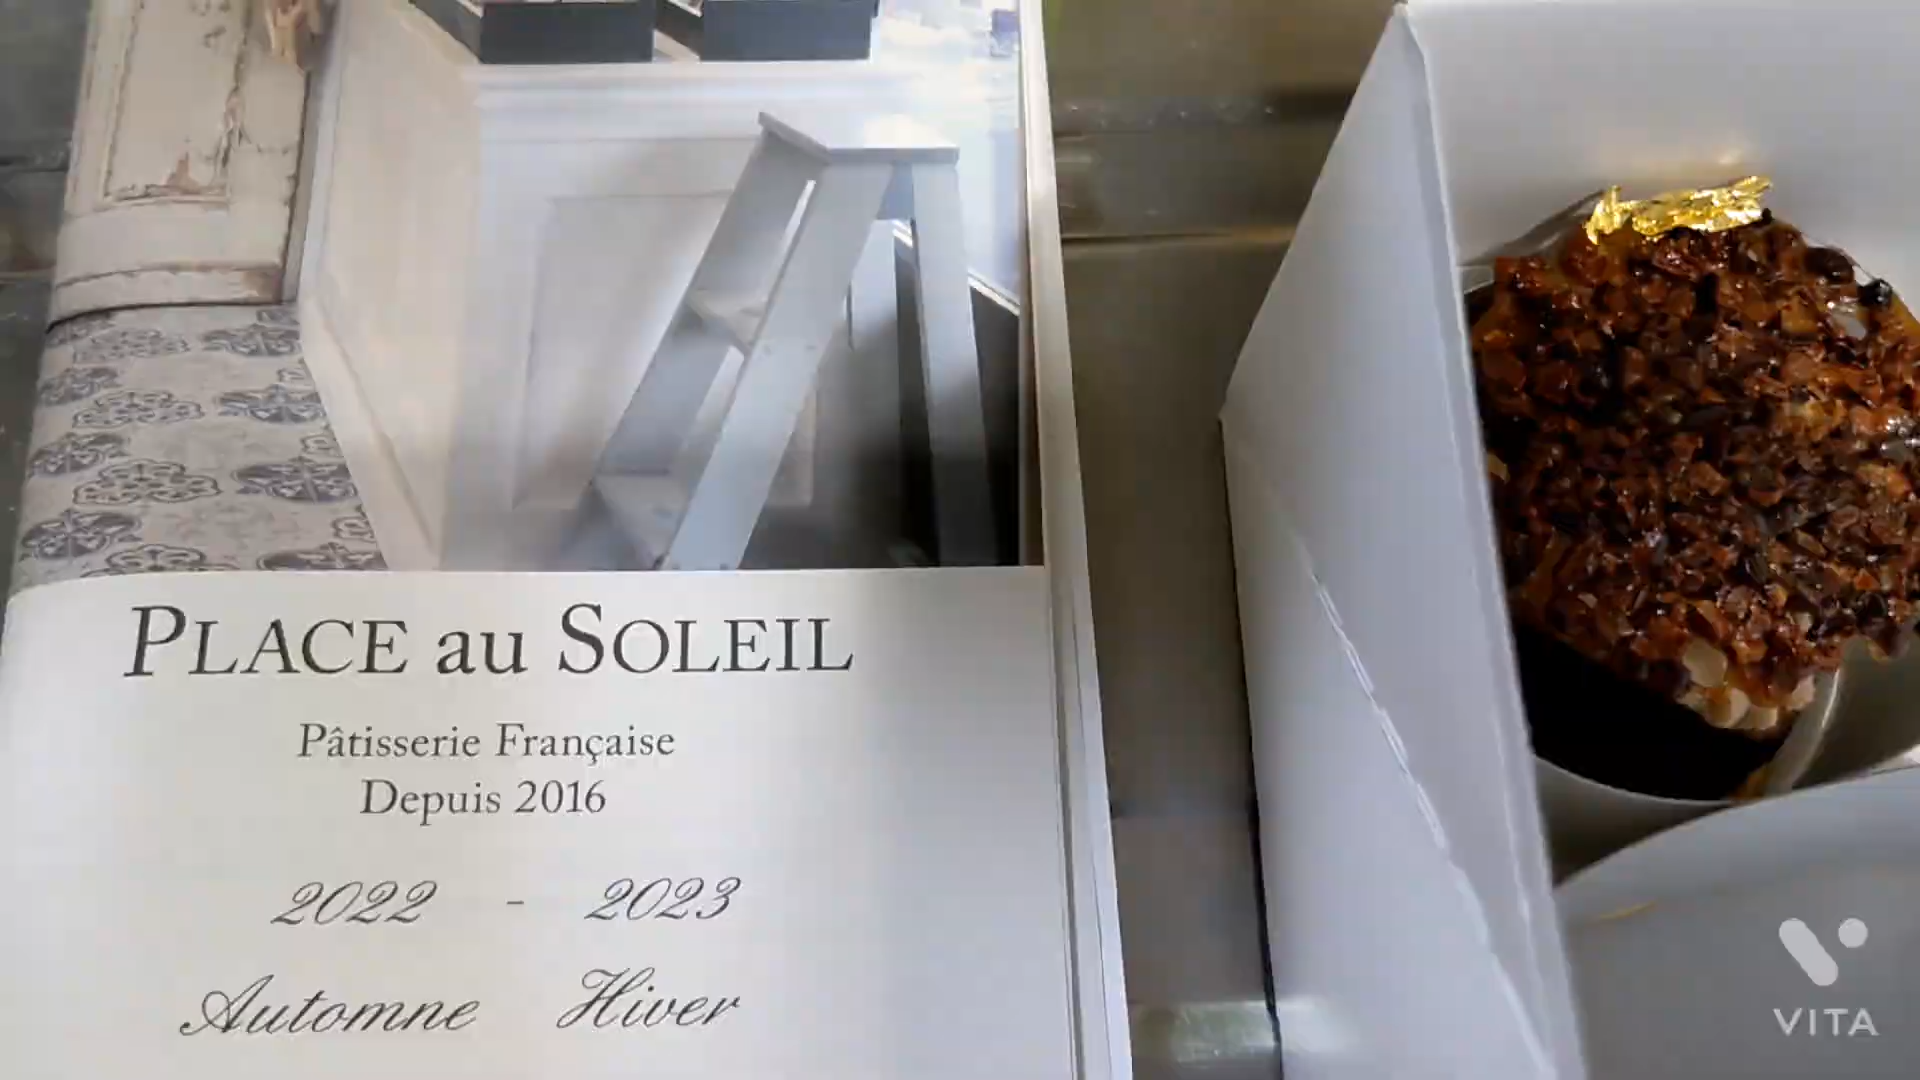 PLACE au SOLEIL
Pâtisserie Française
Depuis 2016
2022 - 2023
Automne Hiver
VITA